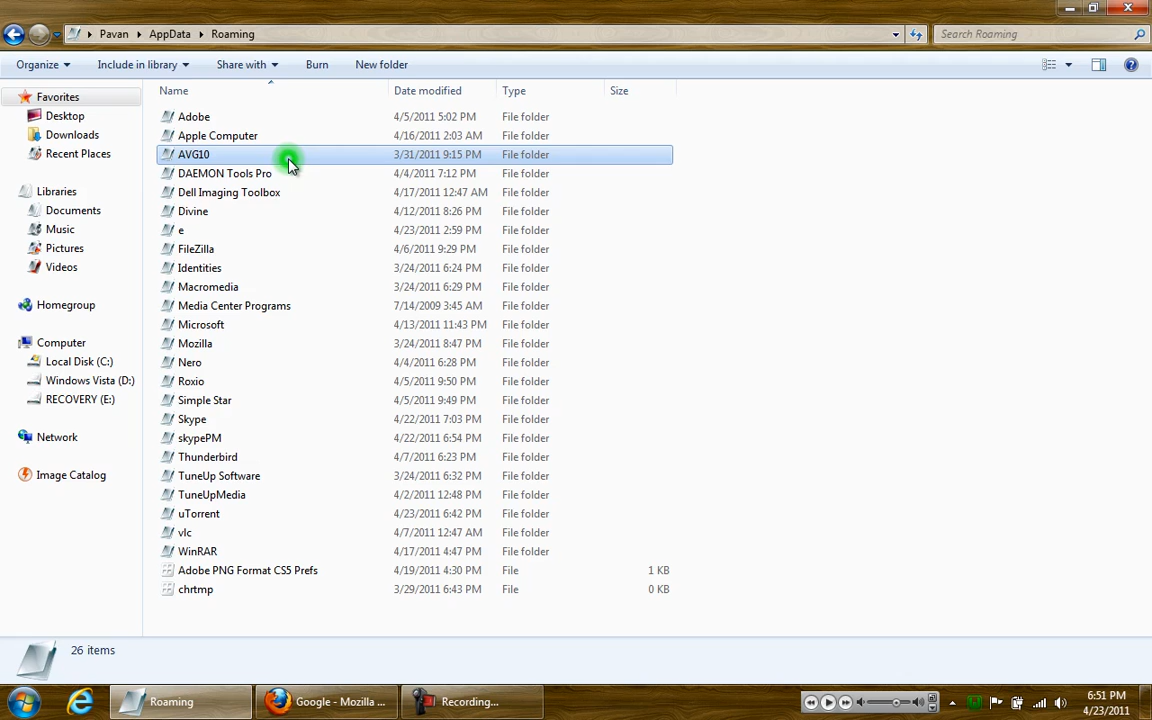 Pavan AppData Roaming Search Roaming
Organize Include in library Share with Burn New folder
Name Date modified Type Size
Favorites
Desktop
Downloads
Recent Places
Libraries
Documents
Music
Pictures
Videos
Homegroup
Computer
Local Disk (C:)
Windows Vista (D:)
RECOVERY (E:)
Network
Image Catalog
Adobe 4/5/2011 5:02 PM File folder
Apple Computer 4/16/2011 2:03 AM File folder
AVG10 3/31/2011 9:15 PM File folder
DAEMON Tools Pro 4/4/2011 7:12 PM File folder
Dell Imaging Toolbox 4/17/2011 12:47 AM File folder
Divine 4/12/2011 8:26 PM File folder
e 4/23/2011 2:59 PM File folder
FileZilla 4/6/2011 9:29 PM File folder
Identities 3/24/2011 6:24 PM File folder
Macromedia 3/24/2011 6:29 PM File folder
Media Center Programs 7/14/2009 3:45 AM File folder
Microsoft 4/13/2011 11:43 PM File folder
Mozilla 3/24/2011 8:47 PM File folder
Nero 4/4/2011 6:28 PM File folder
Roxio 4/5/2011 9:50 PM File folder
Simple Star 4/5/2011 9:49 PM File folder
Skype 4/22/2011 7:03 PM File folder
skypePM 4/22/2011 6:54 PM File folder
Thunderbird 4/7/2011 6:23 PM File folder
TuneUp Software 3/24/2011 6:32 PM File folder
TuneUpMedia 4/2/2011 12:48 PM File folder
uTorrent 4/23/2011 6:42 PM File folder
vlc 4/7/2011 12:47 AM File folder
WinRAR 4/17/2011 4:47 PM File folder
Adobe PNG Format CS5 Prefs 4/19/2011 4:30 PM File 1 KB
chrtmp 3/29/2011 6:43 PM File 0 KB
26 items
Roaming Google - Mozilla ... Recording... 6:51 PM
4/23/2011